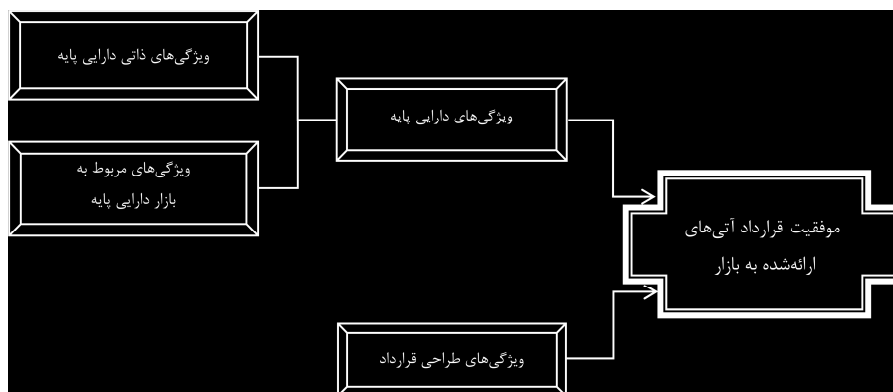 ویژگی‌های ذاتی دارایی پایه
ویژگی‌های مربوط به
بازار دارایی پایه
ویژگی‌های دارایی پایه
موفقیت قرارداد آتی‌های
ارائه‌شده به بازار
ویژگی‌های طراحی قرارداد